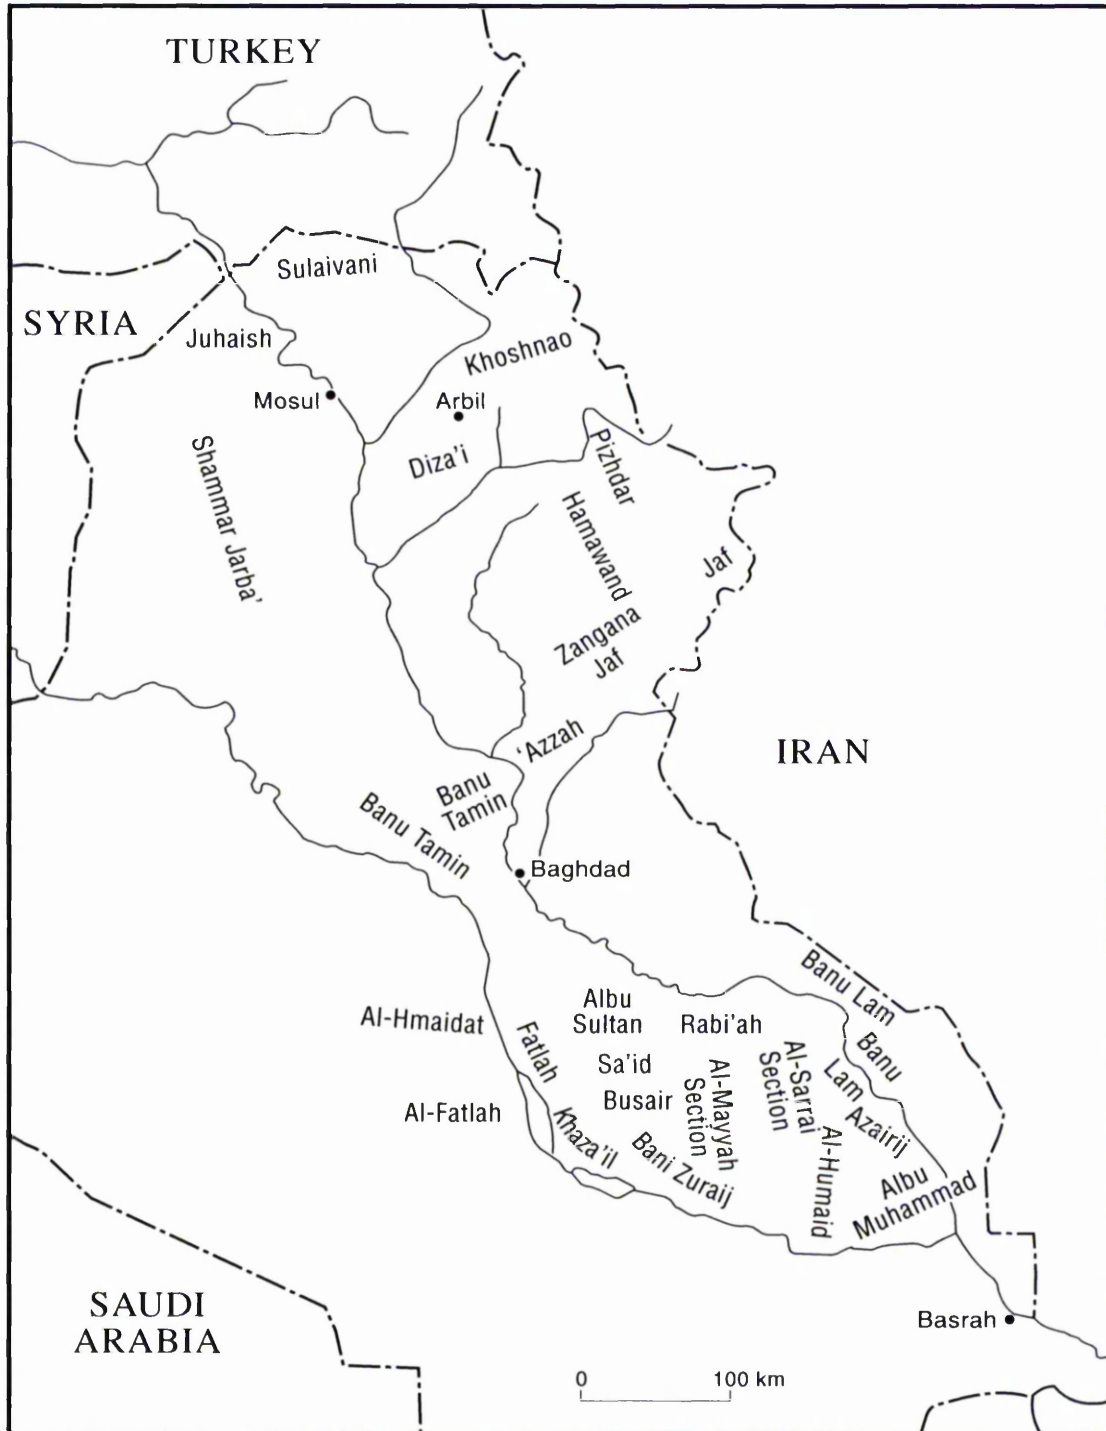 TURKEY
Sulaivani
SYRIA
Juhaish
Khoshnao
Mosul
Arbil
Diza'i
Pizhdar
Shammar Jarba'
Hamawand
Jaf
Zangana
Jaf
'Azzah
IRAN
Banu
Tamin
Banu Tamin
Baghdad
Banu Lam
Albu
Sultan
Rabi'ah
Al-Hmaidat
Fatlah
Sa'id
Al-Mayyah
Section
Al-Sarrai
Section
Banu
Lam
Busair
Al-Fatlah
Khaza'il
Bani Zuraij
Azairij
Al-Humaid
Albu
Muhammad
SAUDI
ARABIA
Basrah
0 100 km